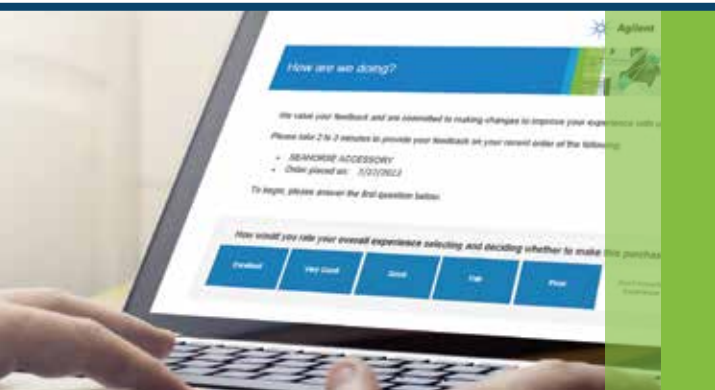 Agilent
How are we doing?
We value your feedback and are committed to making changes to improve your experience with
Please take 2 to 3 minutes to provide your feedback on your recent order of the following:
• SEAHORSE ACCESSORY
• Order placed on:
To begin, please answer the first question below.
How would you rate your overall experience selecting and deciding whether to make this purchas
Excellent
Very Good
Good
Fair
Poor